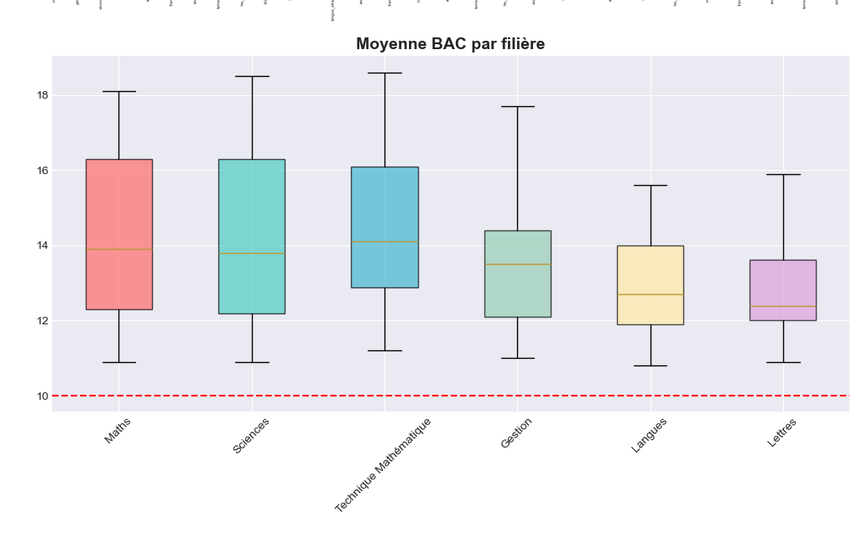 Moyenne BAC par filière
18
16
14
12
10
Maths
Sciences
Technique Mathématique
Gestion
Langues
Lettres